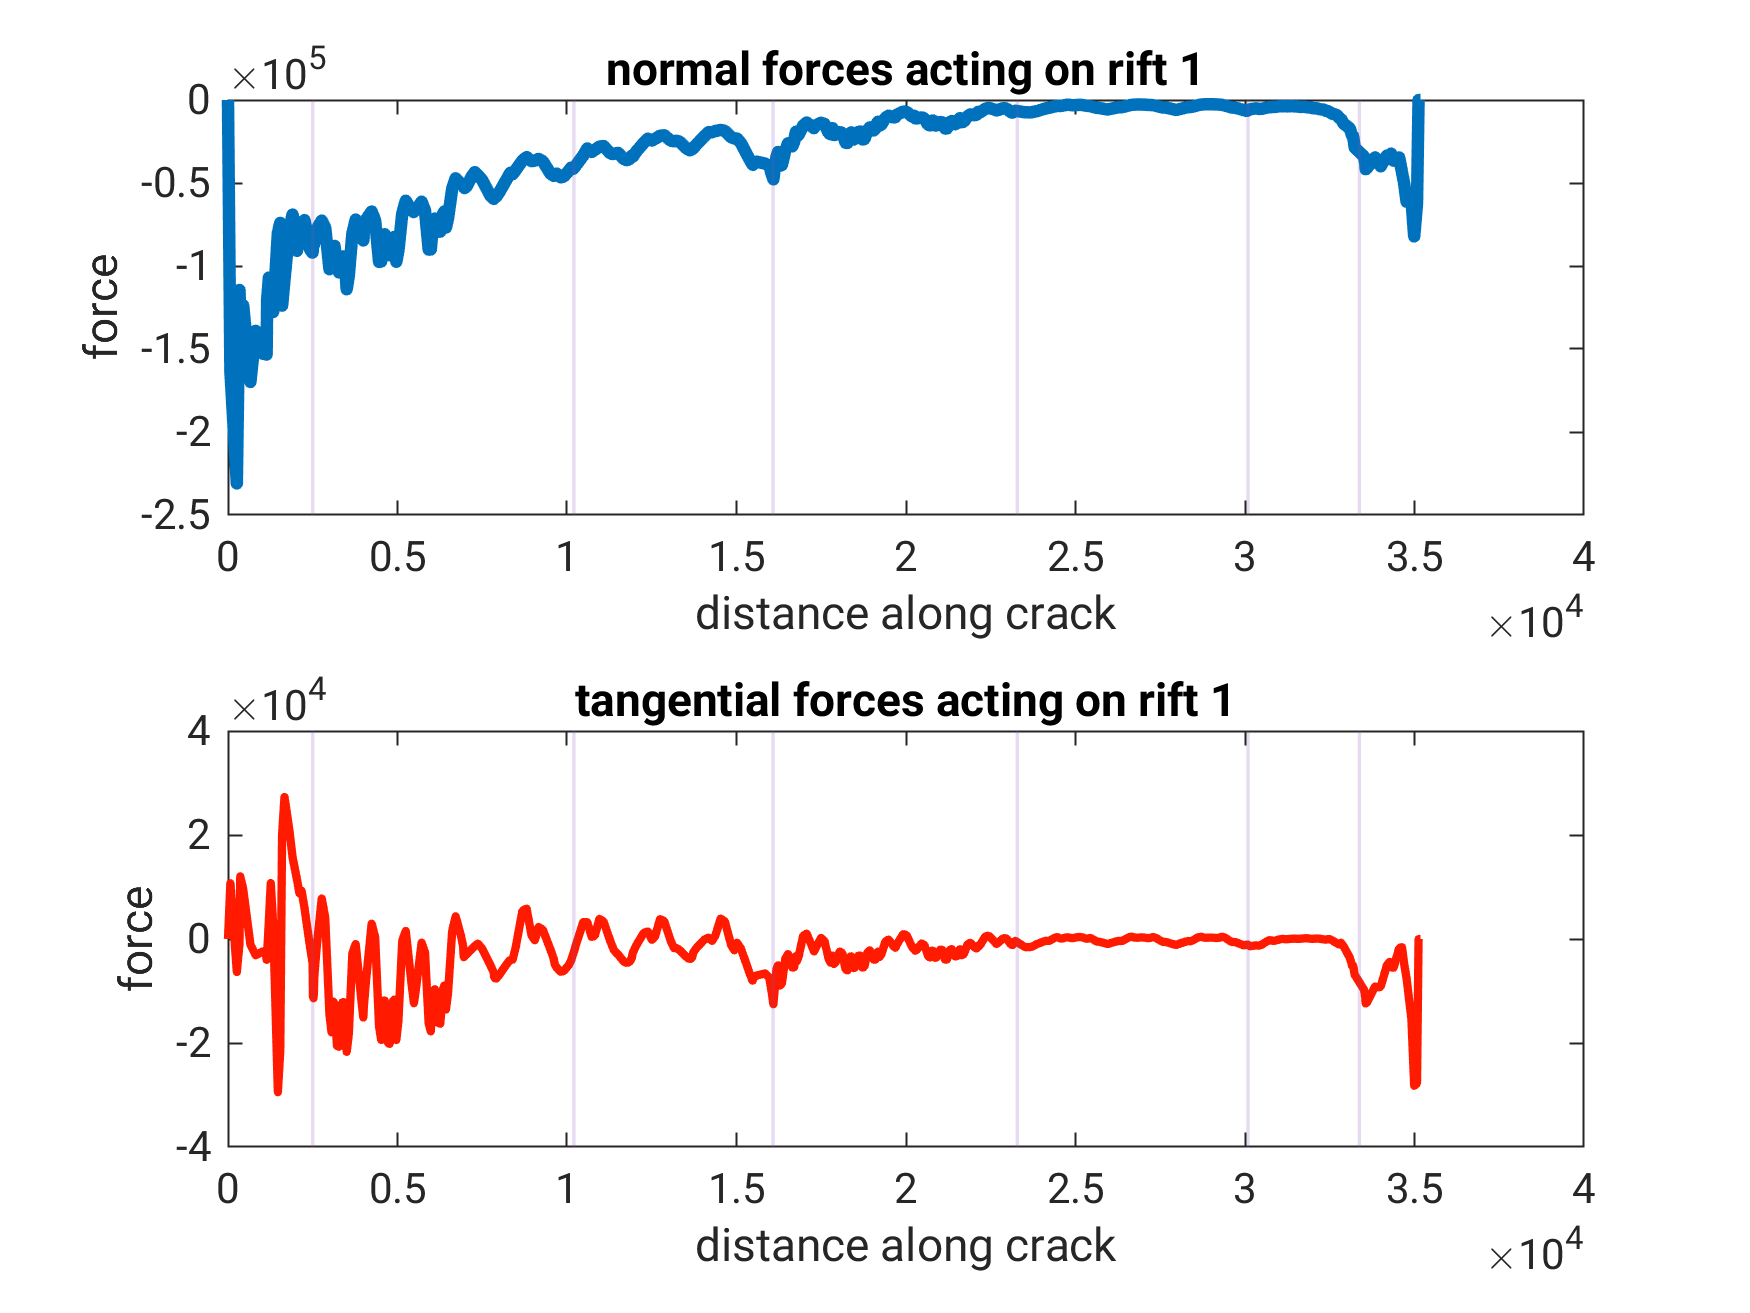 ×10^5
normal forces acting on rift 1
0
-0.5
-1
-1.5
-2
-2.5
force
0 0.5 1 1.5 2 2.5 3 3.5 4
distance along crack
×10^4
×10^4
tangential forces acting on rift 1
4
2
0
-2
-4
force
0 0.5 1 1.5 2 2.5 3 3.5 4
distance along crack
×10^4